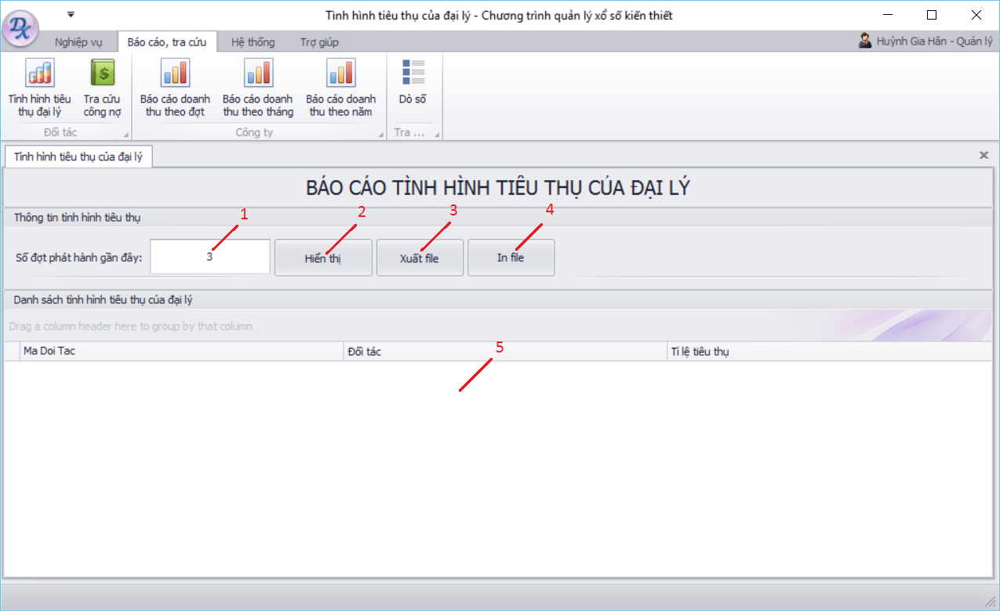 Tình hình tiêu thụ của đại lý - Chương trình quản lý xổ số kiến thiết
Nghiệp vụ
Báo cáo, tra cứu
Hệ thống
Trợ giúp
Huỳnh Gia Hân - Quản lý
Tình hình tiêu
thụ đại lý
Tra cứu
công nợ
Báo cáo doanh
thu theo đợt
Báo cáo doanh
thu theo tháng
Báo cáo doanh
thu theo năm
Dò số
Đối tác
Công ty
Tra ...
Tình hình tiêu thụ của đại lý
BÁO CÁO TÌNH HÌNH TIÊU THỤ CỦA ĐẠI LÝ
Thông tin tình hình tiêu thụ
1
2
3
4
Số đợt phát hành gần đây:
3
Hiển thị
Xuất file
In file
Danh sách tình hình tiêu thụ của đại lý
Drag a column header here to group by that column
Ma Doi Tac
Đối tác
Tỉ lệ tiêu thụ
5